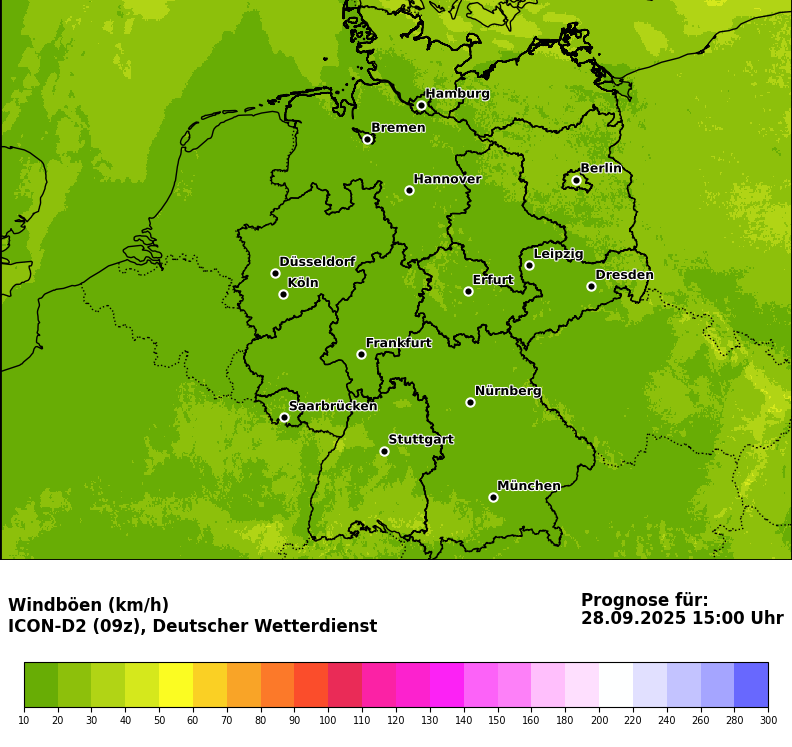 Hamburg
Bremen
Berlin
Hannover
Leipzig
Düsseldorf
Dresden
Köln
Erfurt
Frankfurt
Nürnberg
Saarbrücken
Stuttgart
München
Windböen (km/h)
ICON-D2 (09z), Deutscher Wetterdienst
Prognose für:
28.09.2025 15:00 Uhr
10 20 30 40 50 60 70 80 90 100 110 120 130 140 150 160 180 200 220 240 260 280 300